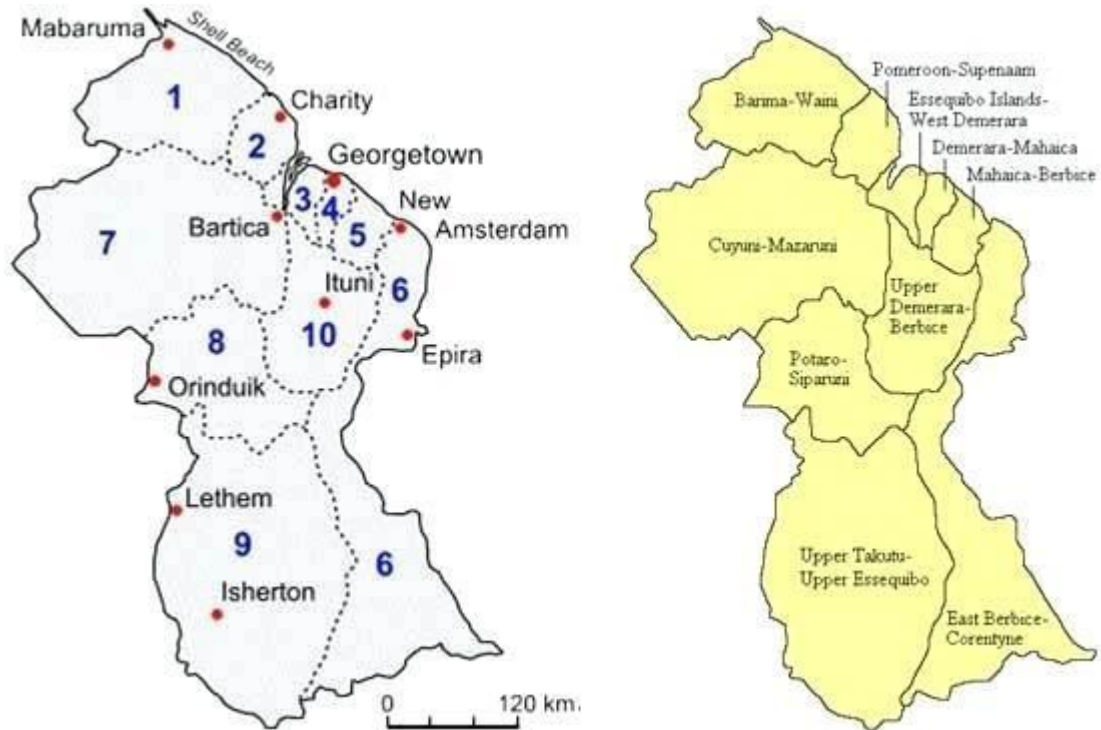 Mabaruma
Shell Beach
1
Charity
2
Georgetown
3
4
New
Amsterdam
Bartica
5
7
Ituni
6
10
8
Epira
Orinduik
Lethem
9
6
Isherton
0
120 km
Pomeroon-Supenaam
Barima-Waini
Essequibo Islands-
West Demerara
Demerara-Mahaica
Mahaica-Berbice
Cuyuni-Mazaruni
Upper
Demerara-
Berbice
Potaro-
Siparuni
Upper Takutu-
Upper Essequibo
East Berbice-
Corentyne